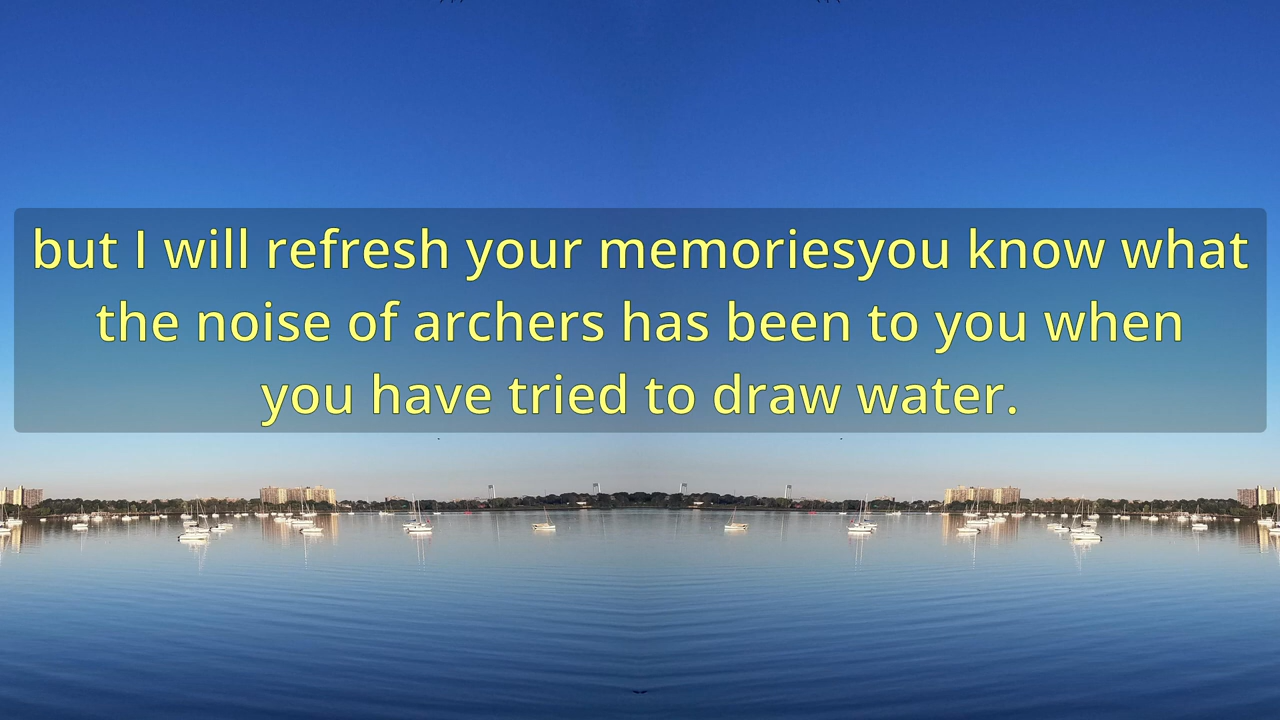 but I will refresh your memoriesyou know what
the noise of archers has been to you when
you have tried to draw water.